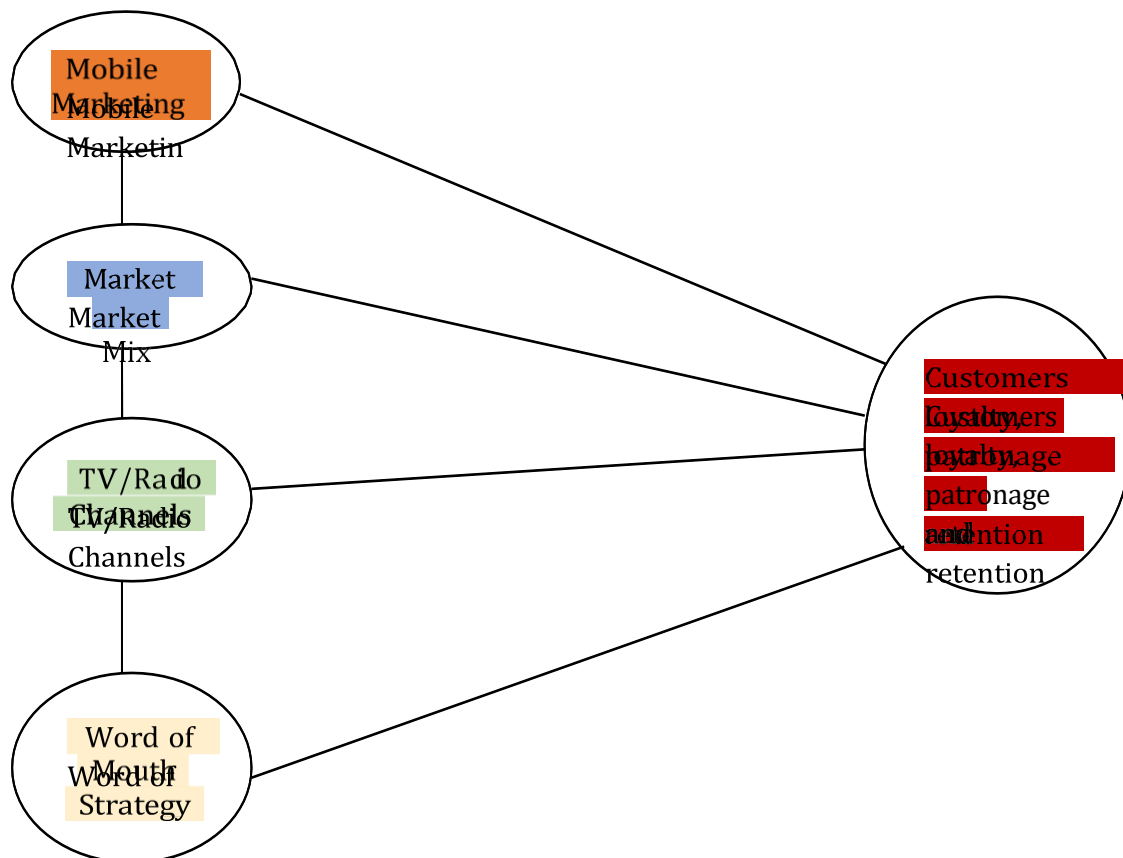 Mobile
Marketing
Mobile
Marketin
Market
Market
Mix
TV/Radio
Channels
TV/Radio
Channels
Word of
Mouth
Word of
Strategy
Customers
Loyalty,
Customers
patronage
loyalty,
patronage
and
retention
retention